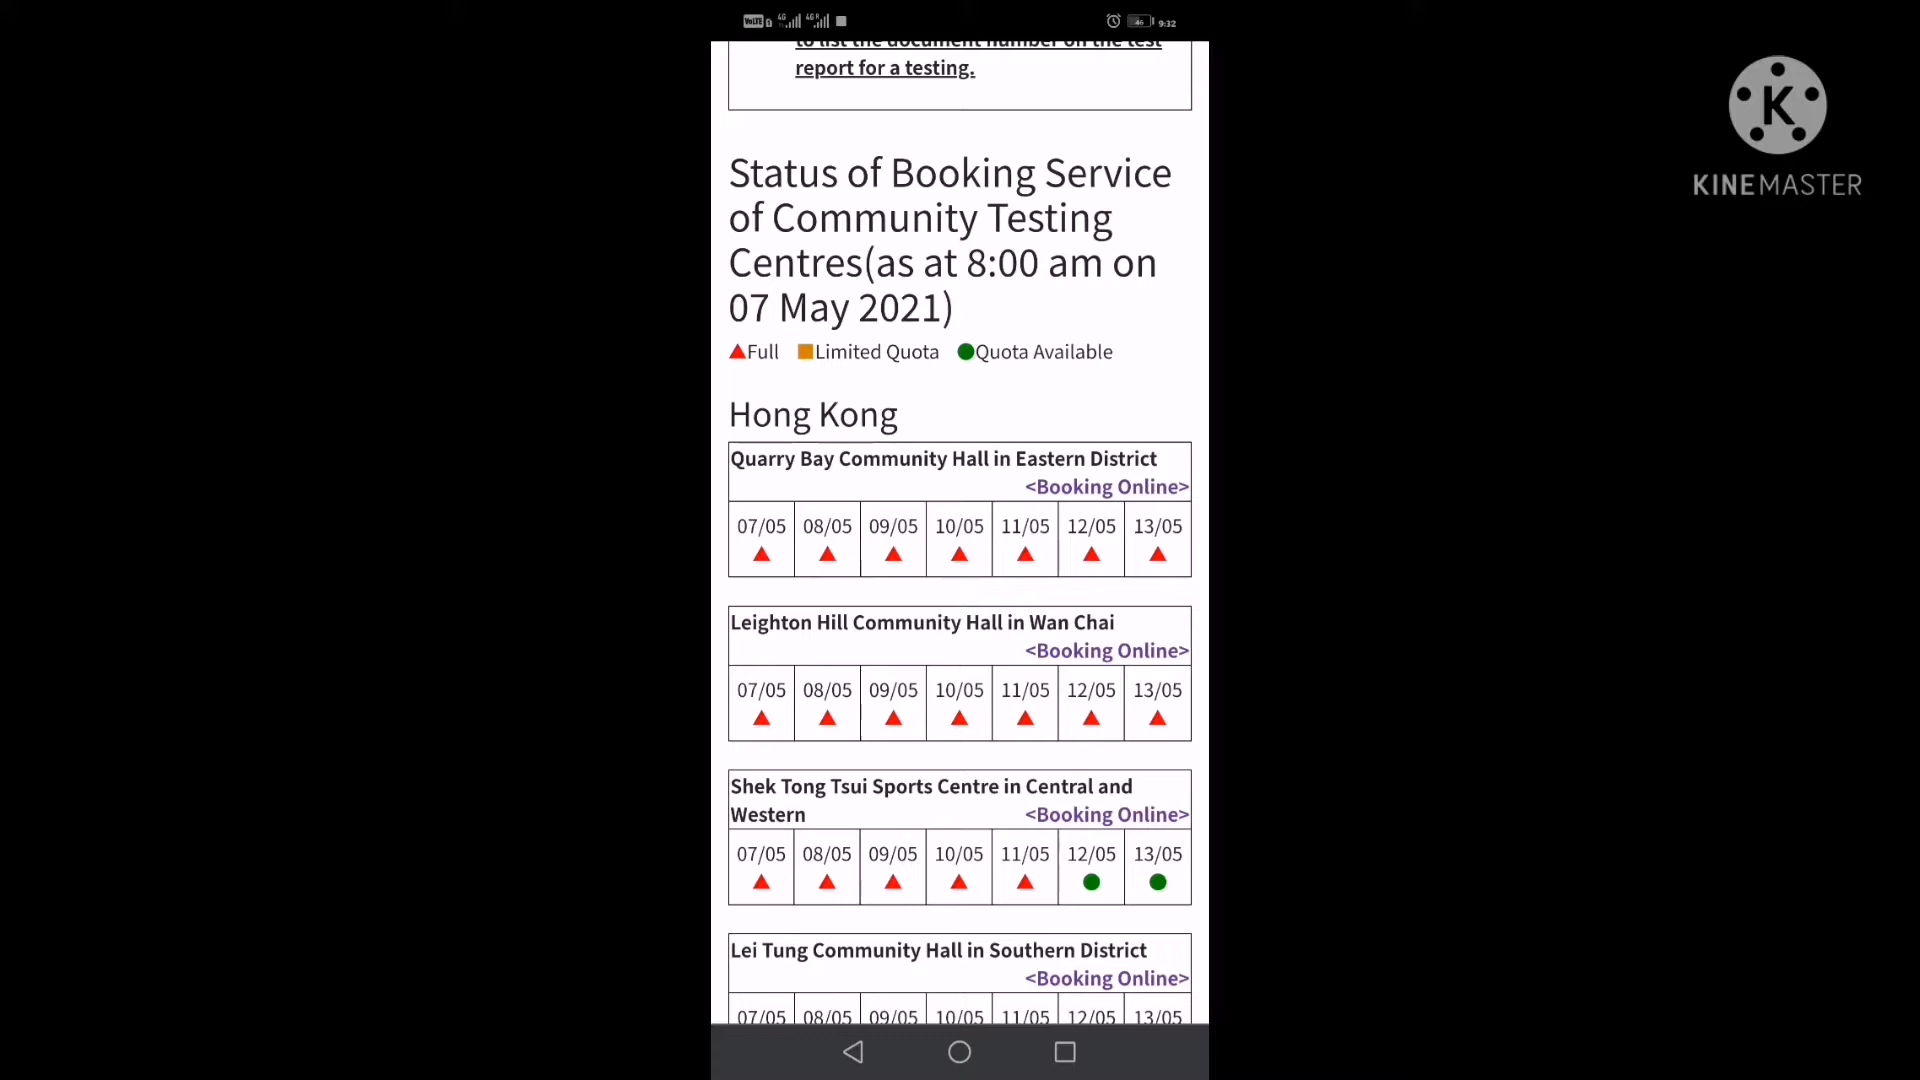 VoLTE 4G 4G 46 9:32
to list the document number on the test
report for a testing.
K
KINEMASTER
Status of Booking Service
of Community Testing
Centres(as at 8:00 am on
07 May 2021)
Full Limited Quota Quota Available
Hong Kong
Quarry Bay Community Hall in Eastern District
<Booking Online>
07/05 08/05 09/05 10/05 11/05 12/05 13/05
Leighton Hill Community Hall in Wan Chai
<Booking Online>
07/05 08/05 09/05 10/05 11/05 12/05 13/05
Shek Tong Tsui Sports Centre in Central and
Western <Booking Online>
07/05 08/05 09/05 10/05 11/05 12/05 13/05
Lei Tung Community Hall in Southern District
<Booking Online>
07/05 08/05 09/05 10/05 11/05 12/05 13/05